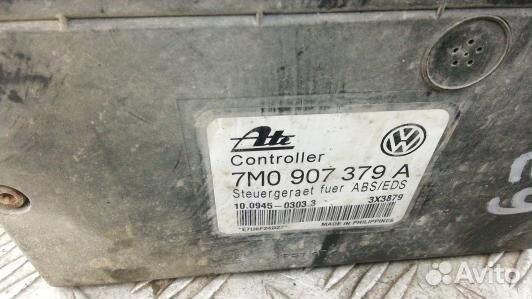 Ate
Controller
7M0 907 379 A
Steuergeraet fuer ABS/EDS
10.0945-0303.3 3X3879
MADE IN PHILIPPINES
Avito